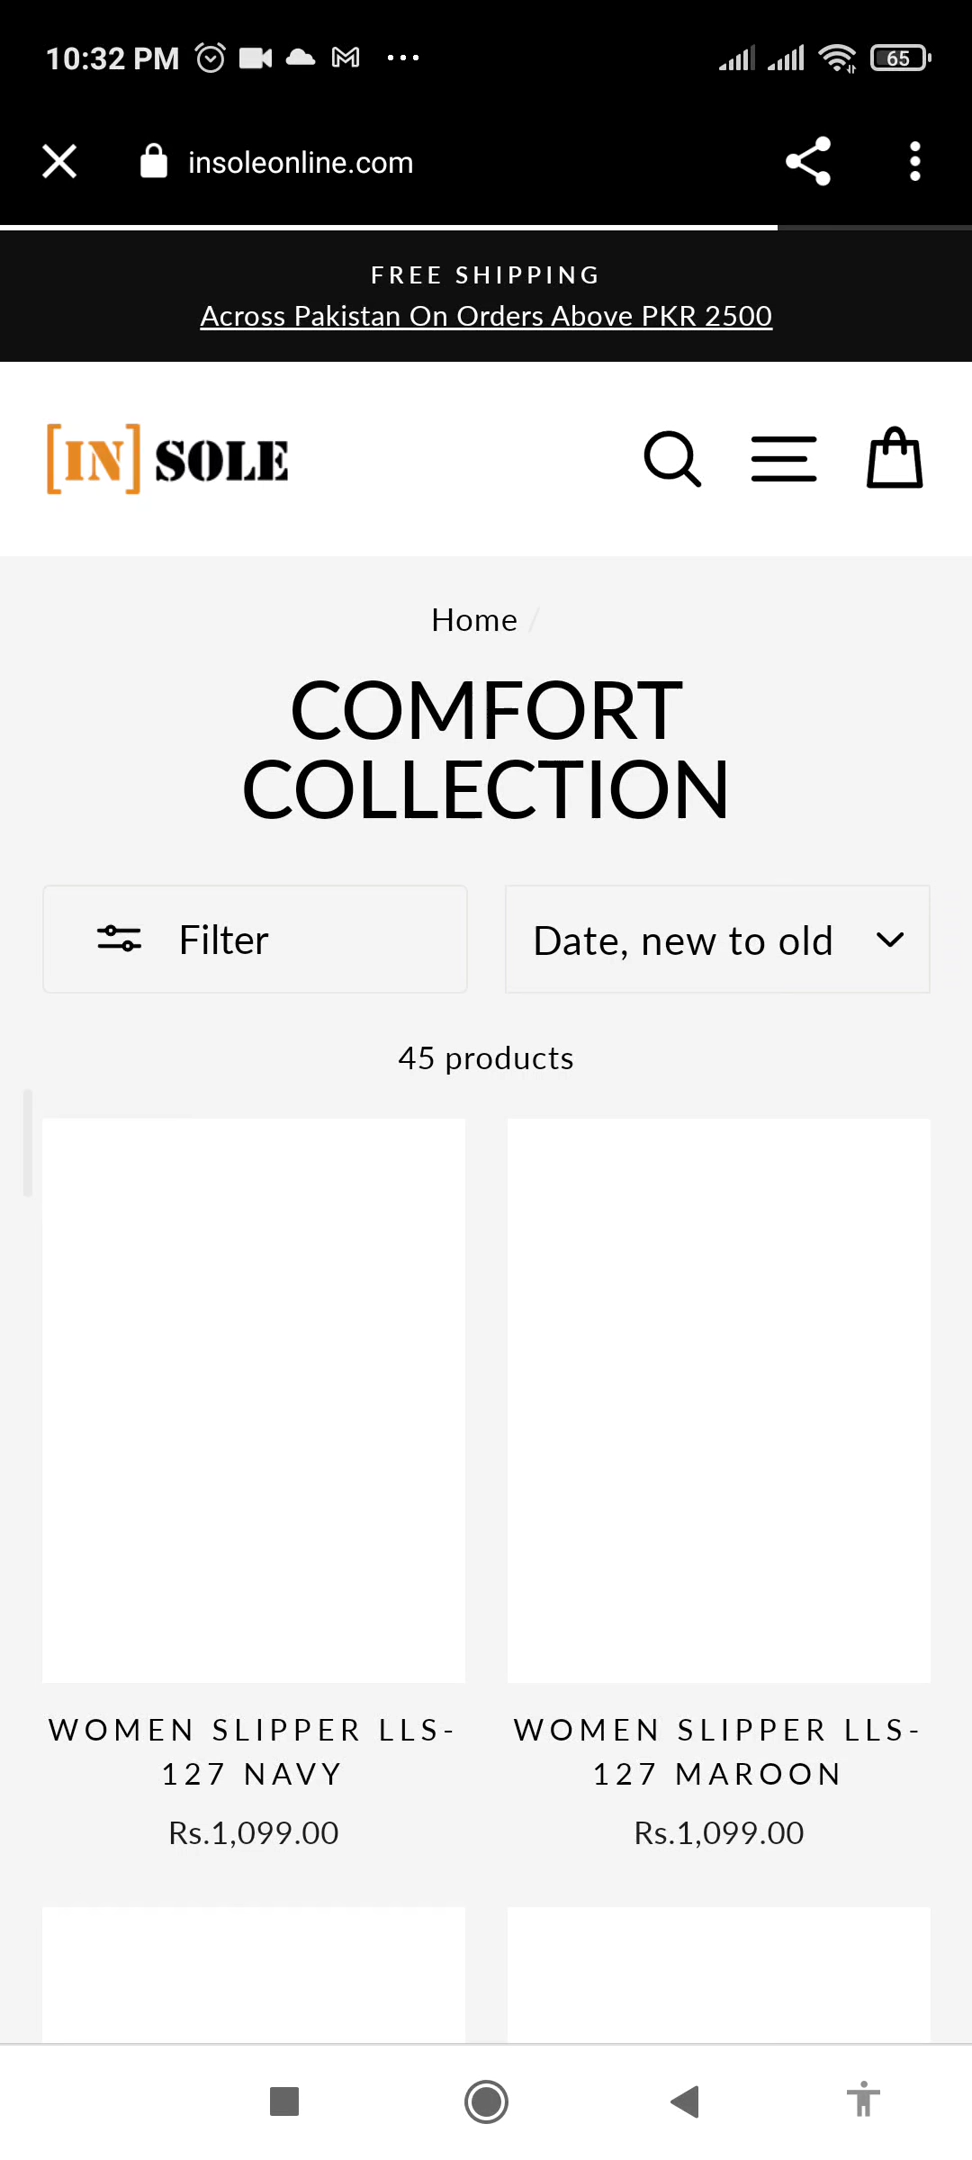 10:32 PM
65
insoleonline.com
FREE SHIPPING
Across Pakistan On Orders Above PKR 2500
[IN] SOLE
Home /
COMFORT
COLLECTION
Filter
Date, new to old
45 products
WOMEN SLIPPER LLS-
127 NAVY
Rs.1,099.00
WOMEN SLIPPER LLS-
127 MAROON
Rs.1,099.00